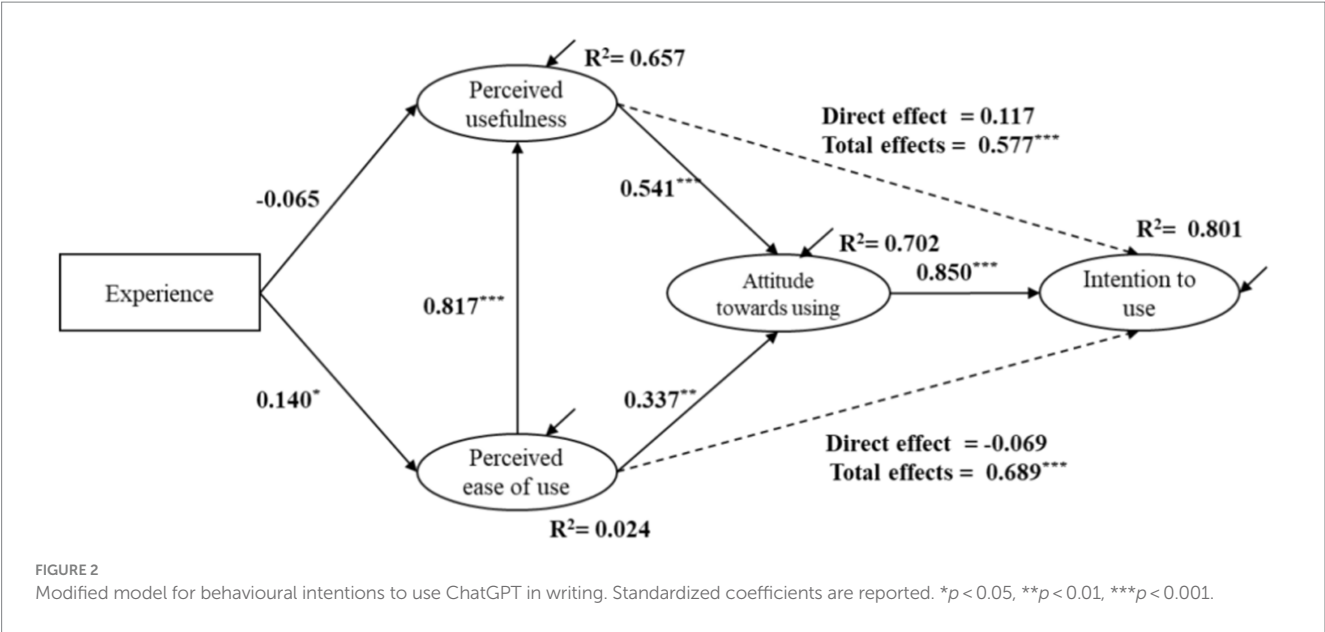 R²= 0.657
Perceived
usefulness
Direct effect = 0.117
Total effects = 0.577***
-0.065
0.541***
R²= 0.801
R²= 0.702
0.850***
Experience
0.817***
Attitude
towards using
Intention to
use
0.140*
0.337**
Perceived
ease of use
Direct effect = -0.069
Total effects = 0.689***
R²= 0.024
FIGURE 2
Modified model for behavioural intentions to use ChatGPT in writing. Standardized coefficients are reported. *p < 0.05, **p < 0.01, ***p < 0.001.